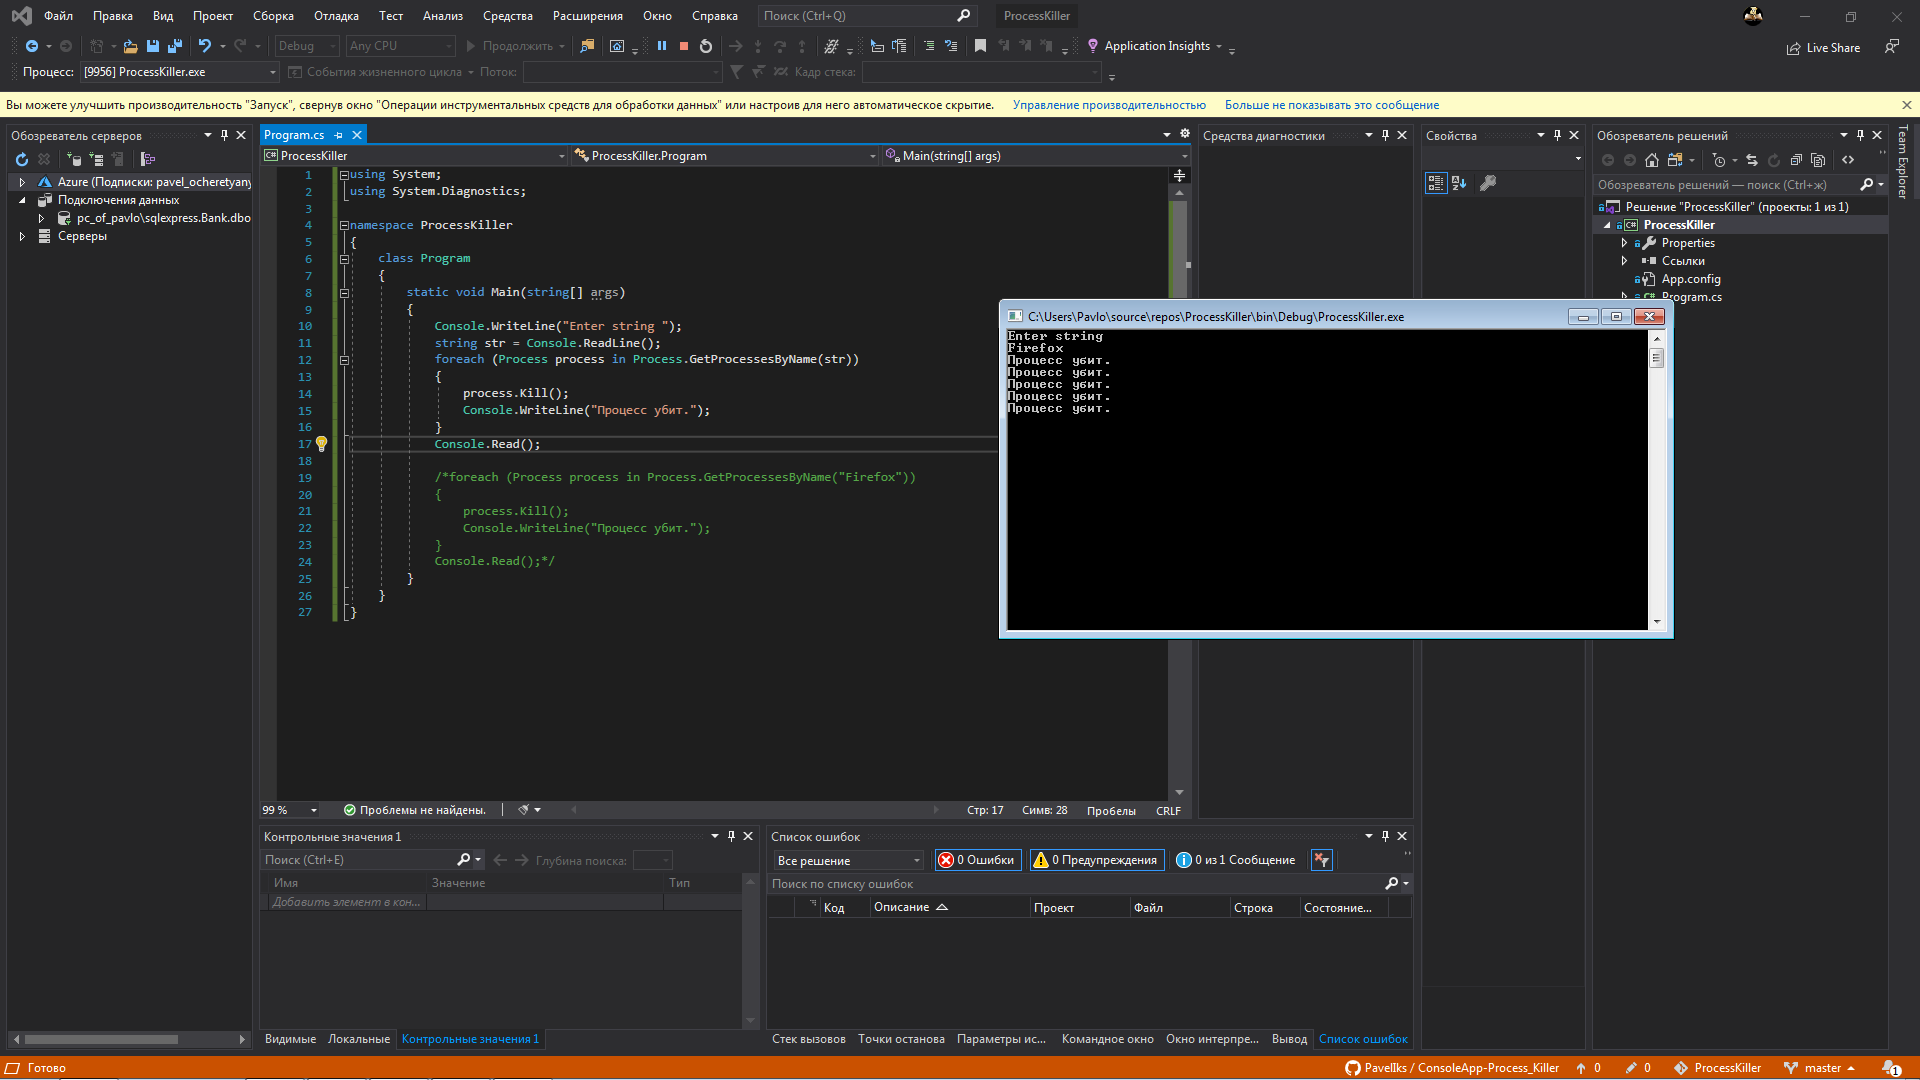 Файл Правка Вид Проект Сборка Отладка Тест Анализ Средства Расширения Окно Справка Поиск (Ctrl+Q) ProcessKiller
Debug Any CPU Продолжить Application Insights Live Share
Процесс: [9956] ProcessKiller.exe События жизненного цикла Поток: Кадр стека:
Вы можете улучшить производительность "Запуск", свернув окно "Операции инструментальных средств для обработки данных" или настроив для него автоматическое скрытие. Управление производительностью Больше не показывать это сообщение
Обозреватель серверов
Azure (Подписки: pavel_ocheretyany
Подключения данных
pc_of_pavlo\sqlexpress.Bank.dbo
Серверы
Program.cs
ProcessKiller ProcessKiller.Program Main(string[] args)
1 using System;
2 using System.Diagnostics;
3
4 namespace ProcessKiller
5 {
6 class Program
7 {
8 static void Main(string[] args)
9 {
10 Console.WriteLine("Enter string ");
11 string str = Console.ReadLine();
12 foreach (Process process in Process.GetProcessesByName(str))
13 {
14 process.Kill();
15 Console.WriteLine("Процесс убит.");
16 }
17 Console.Read();
18
19 /*foreach (Process process in Process.GetProcessesByName("Firefox"))
20 {
21 process.Kill();
22 Console.WriteLine("Процесс убит.");
23 }
24 Console.Read();*/
25 }
26 }
27 }
99 % Проблемы не найдены. Стр: 17 Симв: 28 Пробелы CRLF
C:\Users\Pavlo\source\repos\ProcessKiller\bin\Debug\ProcessKiller.exe
Enter string
Firefox
Процесс убит.
Процесс убит.
Процесс убит.
Процесс убит.
Процесс убит.
Средства диагностики
Свойства
Обозреватель решений
Обозреватель решений — поиск (Ctrl+ж)
Решение "ProcessKiller" (проекты: 1 из 1)
ProcessKiller
Properties
Ссылки
App.config
Program.cs
Team Explorer
Контрольные значения 1
Поиск (Ctrl+E) Глубина поиска:
Имя Значение Тип
Добавить элемент в кон...
Видимые Локальные Контрольные значения 1
Список ошибок
Все решение 0 Ошибки 0 Предупреждения 0 из 1 Сообщение
Поиск по списку ошибок
Код Описание Проект Файл Строка Состояние...
Стек вызовов Точки останова Параметры ис... Командное окно Окно интерпре... Вывод Список ошибок
Готово Pavellks / ConsoleApp-Process_Killer 0 0 ProcessKiller master 1